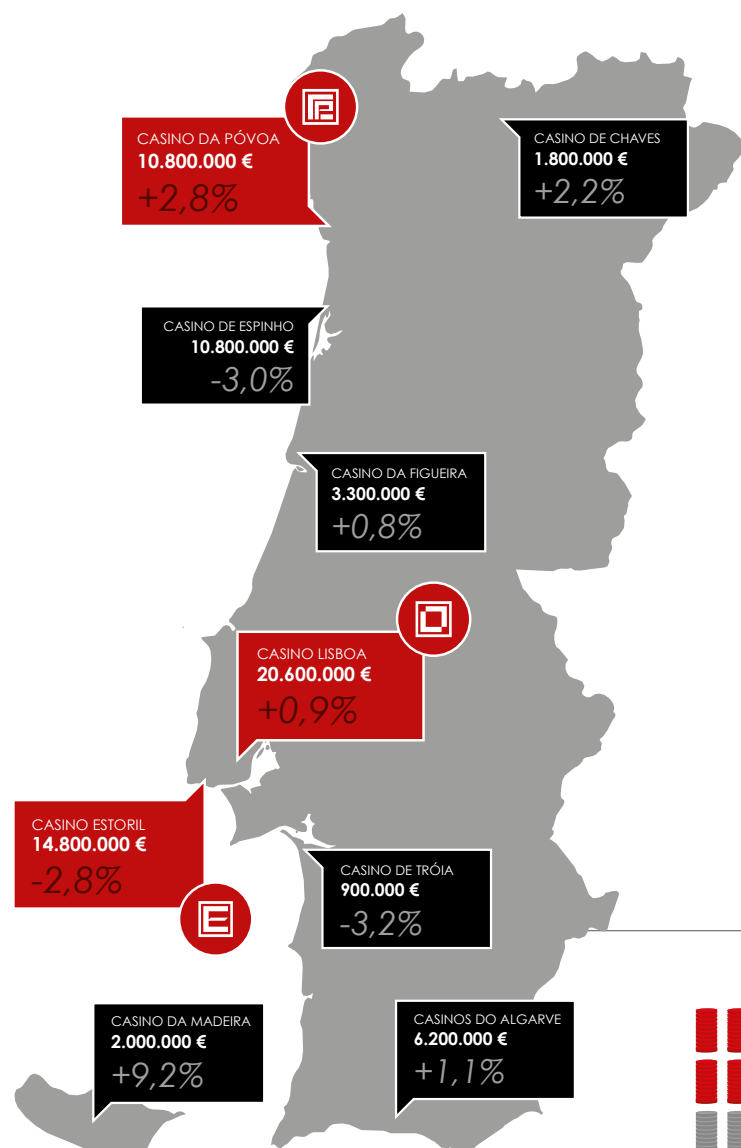 CASINO DA PÓVOA
10.800.000 €
+2,8%
CASINO DE CHAVES
1.800.000 €
+2,2%
CASINO DE ESPINHO
10.800.000 €
-3,0%
CASINO DA FIGUEIRA
3.300.000 €
+0,8%
CASINO LISBOA
20.600.000 €
+0,9%
CASINO ESTORIL
14.800.000 €
-2,8%
E
CASINO DE TRÓIA
900.000 €
-3,2%
CASINO DA MADEIRA
2.000.000 €
+9,2%
CASINOS DO ALGARVE
6.200.000 €
+1,1%